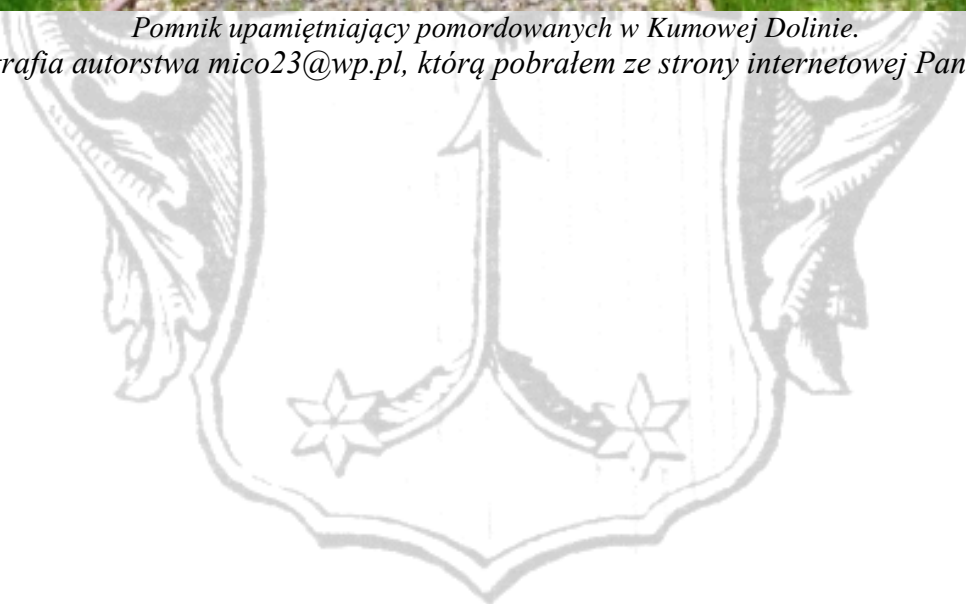 Pomnik upamiętniający pomordowanych w Kumowej Dolinie.
rafia autorstwa mico23@wp.pl, którą pobrałem ze strony internetowej Pan